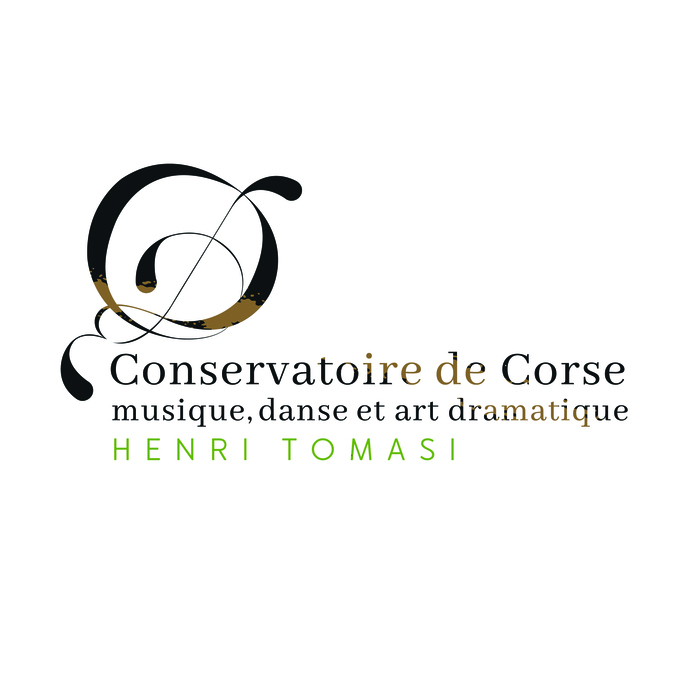 Conservatoire de Corse
musique, danse et art dramatique
HENRI TOMASI